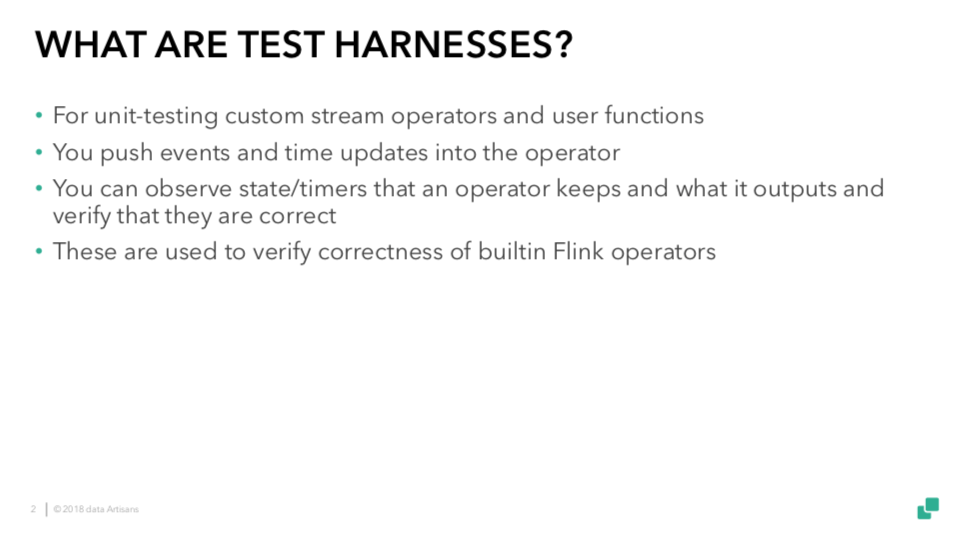 WHAT ARE TEST HARNESSES?
• For unit-testing custom stream operators and user functions
• You push events and time updates into the operator
• You can observe state/timers that an operator keeps and what it outputs and
verify that they are correct
• These are used to verify correctness of builtin Flink operators
2 | © 2018 data Artisans